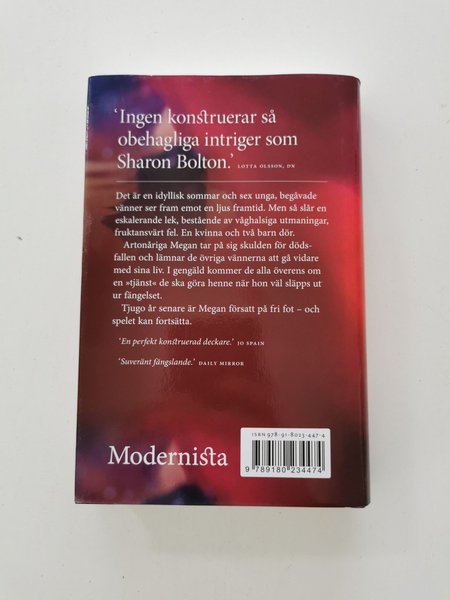 ‘Ingen konstruerar så
obehagliga intriger som
Sharon Bolton.’ LOTTA OLSSON, DN
Det är en idyllisk sommar och sex unga, begåvade
vänner ser fram emot en ljus framtid. Men så slår en
eskalerande lek, bestående av våghalsiga utmaningar,
fruktansvärt fel. En kvinna och två barn dör.
Artonåriga Megan tar på sig skulden för döds-
fallen och lämnar de övriga vännerna att gå vidare
med sina liv. I gengäld kommer de alla överens om
en »tjänst« de ska göra henne när hon väl släpps ut
ur fängelset.
Tjugo år senare är Megan försatt på fri fot – och
spelet kan fortsätta.
‘En perfekt konstruerad deckare.’ JO SPAIN
‘Suveränt fängslande.’ DAILY MIRROR
ISBN 978-91-8023-447-4
9 789180 234474
Modernista